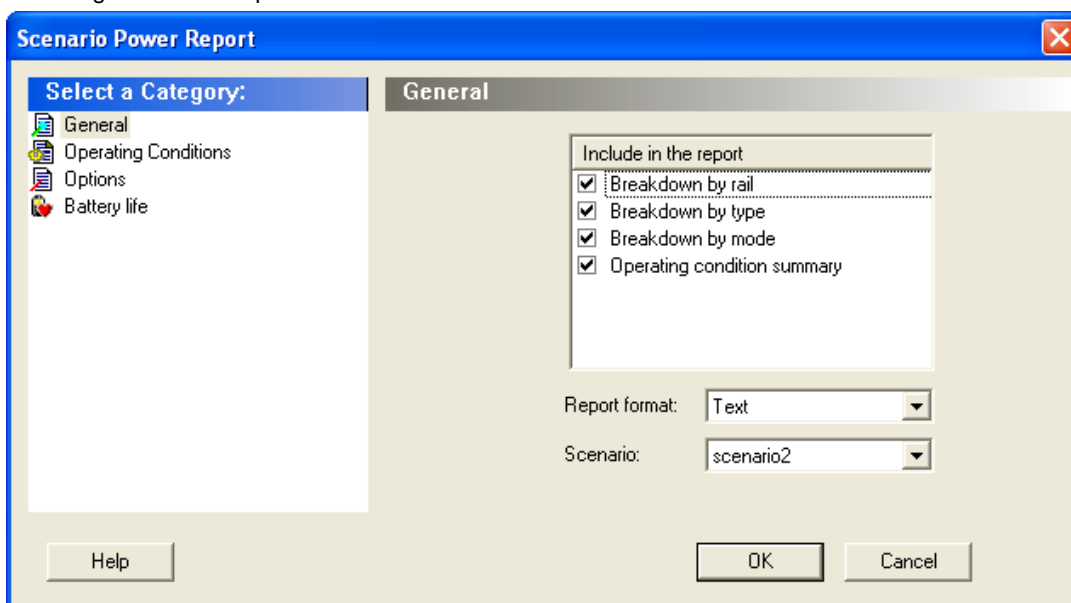 Scenario Power Report
Select a Category:
General
Operating Conditions
Options
Battery life
General
Include in the report
Breakdown by rail
Breakdown by type
Breakdown by mode
Operating condition summary
Report format: Text
Scenario: scenario2
Help OK Cancel